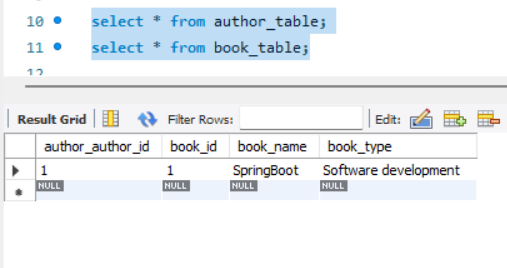 10 select * from author_table;
11 select * from book_table;
12
Result Grid Filter Rows: Edit:
author_author_id book_id book_name book_type
1 1 SpringBoot Software development
NULL NULL NULL NULL